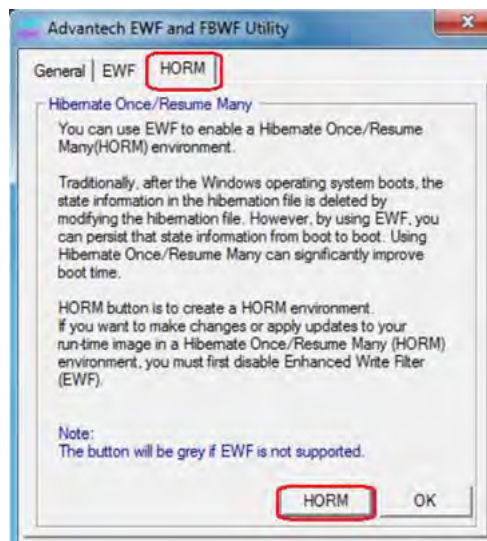 Advantech EWF and FBWF Utility
General EWF HORM
Hibernate Once/Resume Many
You can use EWF to enable a Hibernate Once/Resume
Many(HORM) environment.
Traditionally, after the Windows operating system boots, the
state information in the hibernation file is deleted by
modifying the hibernation file. However, by using EWF, you
can persist that state information from boot to boot. Using
Hibernate Once/Resume Many can significantly improve
boot time.
HORM button is to create a HORM environment.
If you want to make changes or apply updates to your
run-time image in a Hibernate Once/Resume Many (HORM)
environment, you must first disable Enhanced Write Filter
(EWF).
Note:
The button will be grey if EWF is not supported.
HORM OK